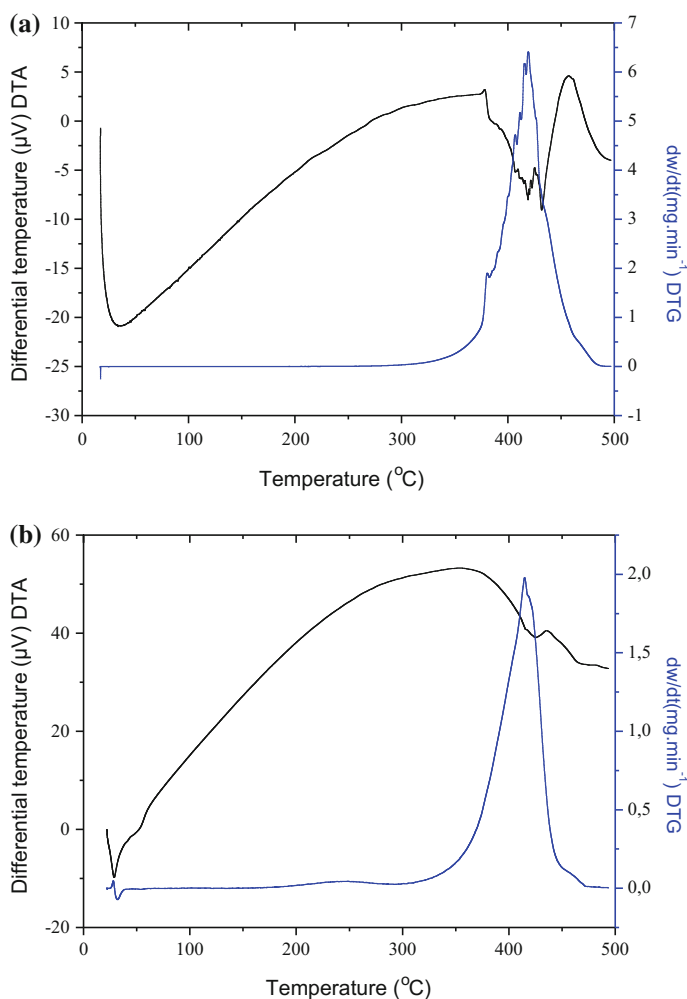 (a)
10
5
0
-5
-10
-15
-20
-25
-30
Differential temperature (µV) DTA
7
6
5
4
3
2
1
0
-1
dw/dt(mg.min⁻¹) DTG
0 100 200 300 400 500
Temperature (°C)
(b)
60
40
20
0
-20
Differential temperature (µV) DTA
2,0
1,5
1,0
0,5
0,0
dw/dt(mg.min⁻¹) DTG
0 100 200 300 400 500
Temperature (°C)